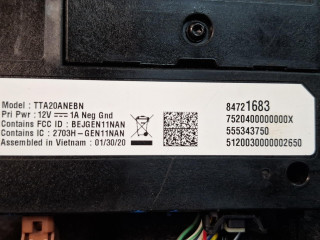 Model : TTA20ANEBN
Pri Pwr : 12V ⎓ 1A Neg Gnd
Contains FCC ID : BEJGEN11NAN
Contains IC : 2703H-GEN11NAN
Assembled in Vietnam : 01/30/20
84721683
7520400000000X
555343750
5120030000002650